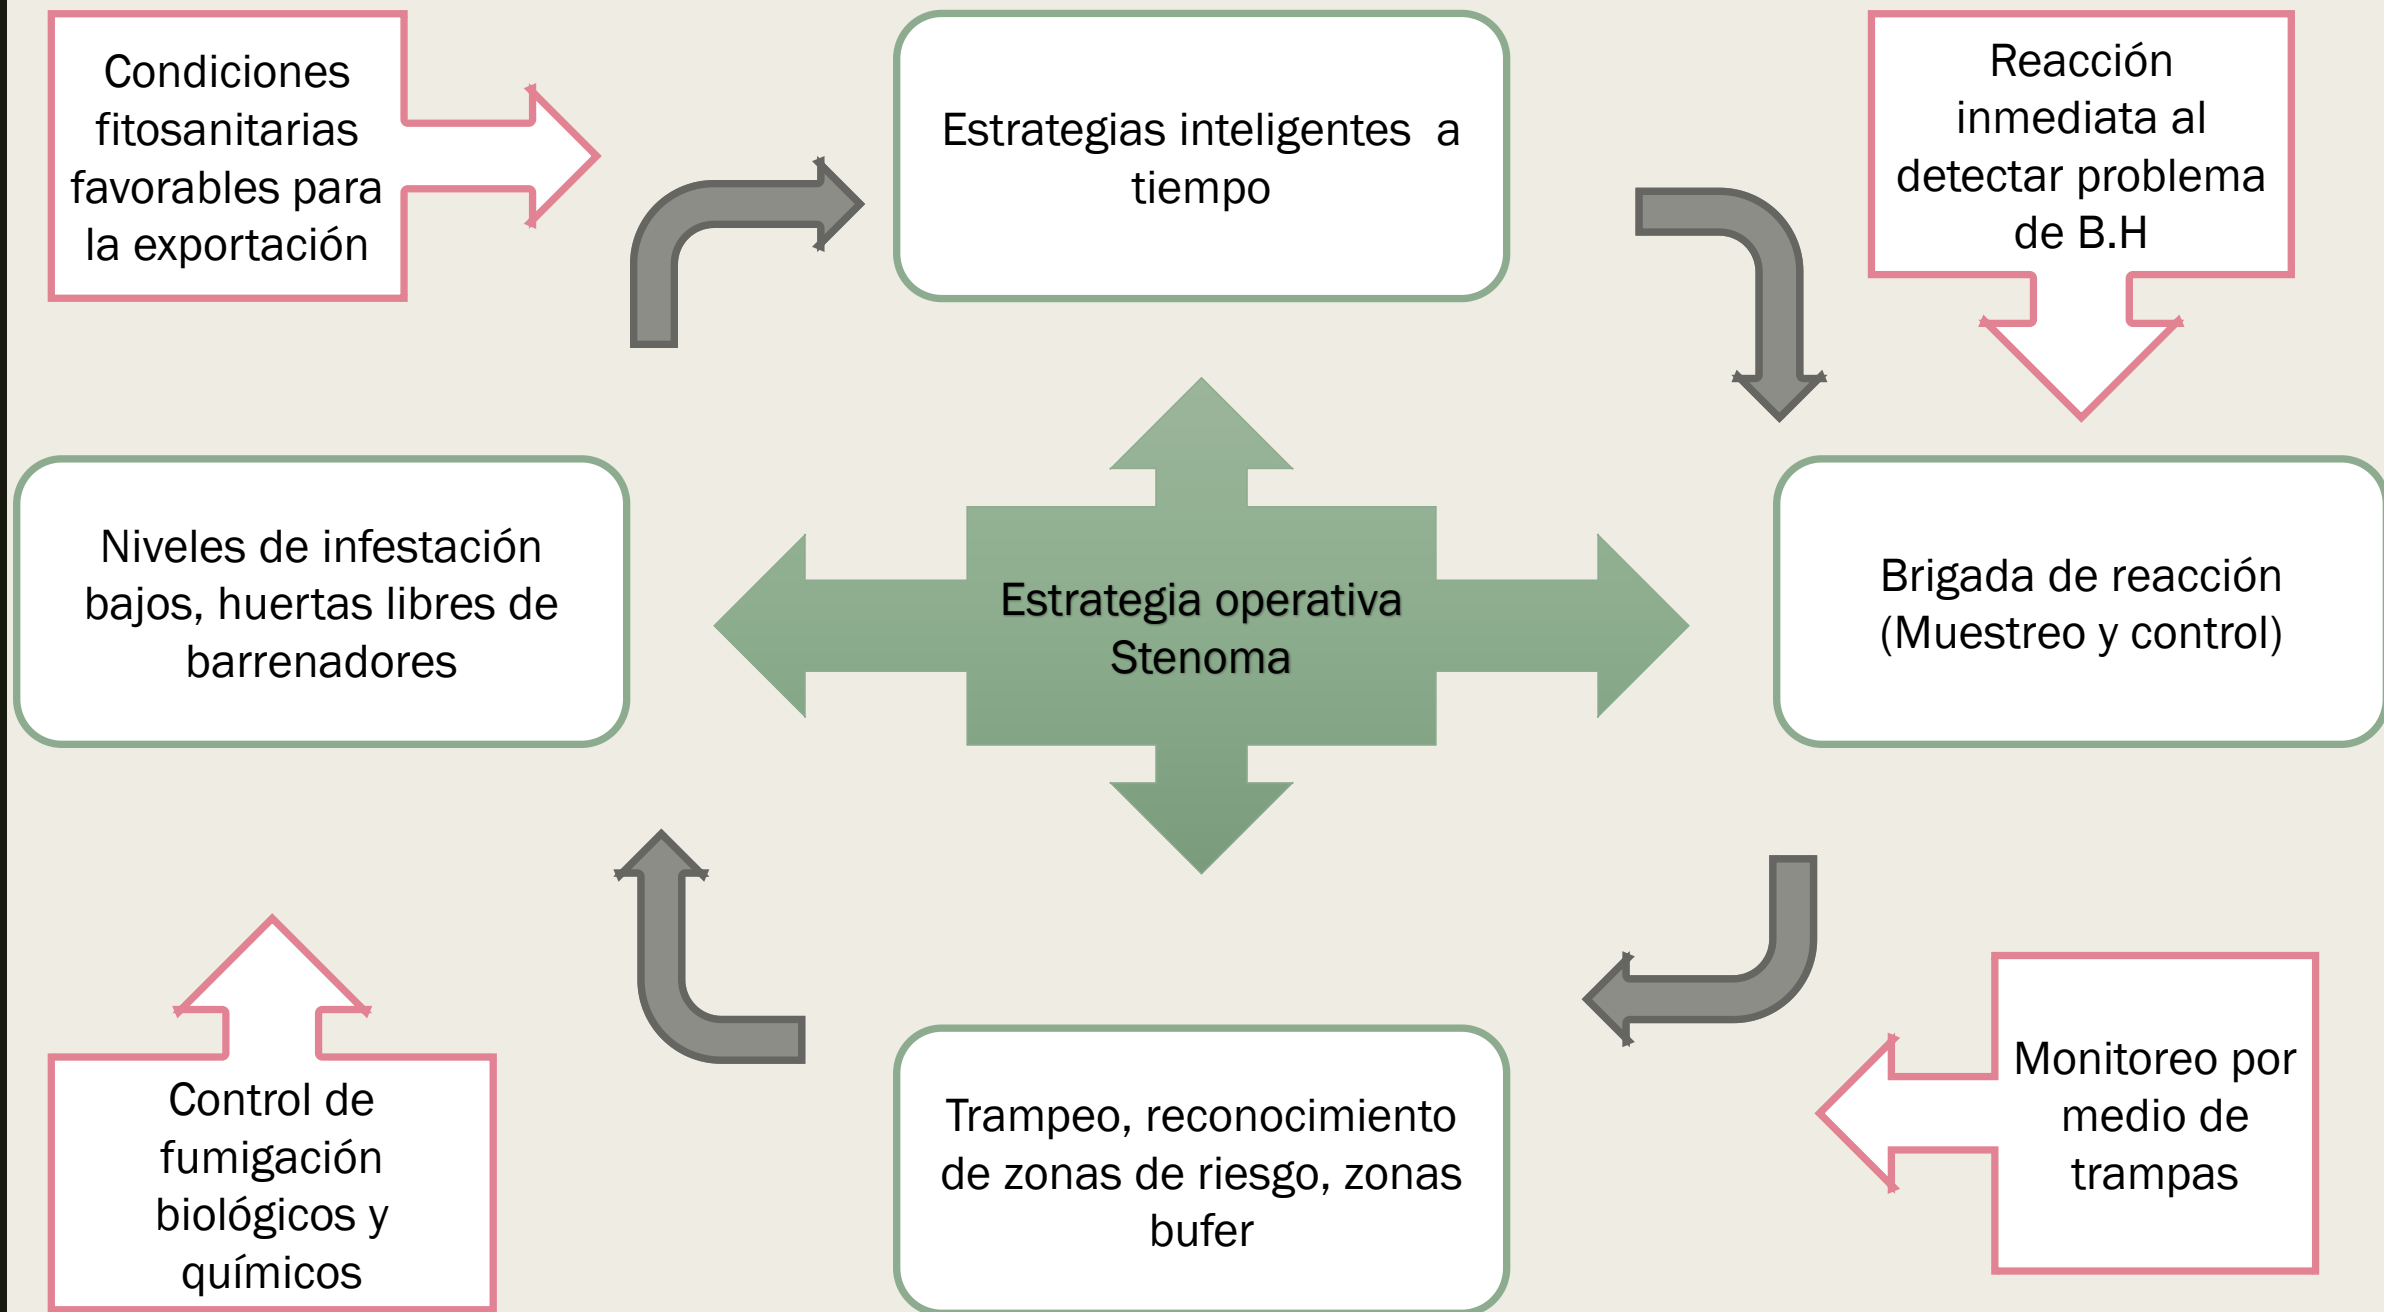 Condiciones
fitosanitarias
favorables para
la exportación
Estrategias inteligentes  a
tiempo
Reacción
inmediata al
detectar problema
de B.H
Niveles de infestación
bajos, huertas libres de
barrenadores
Estrategia operativa
Stenoma
Brigada de reacción
(Muestreo y control)
Control de
fumigación
biológicos y
químicos
Trampeo, reconocimiento
de zonas de riesgo, zonas
bufer
Monitoreo por
medio de
trampas